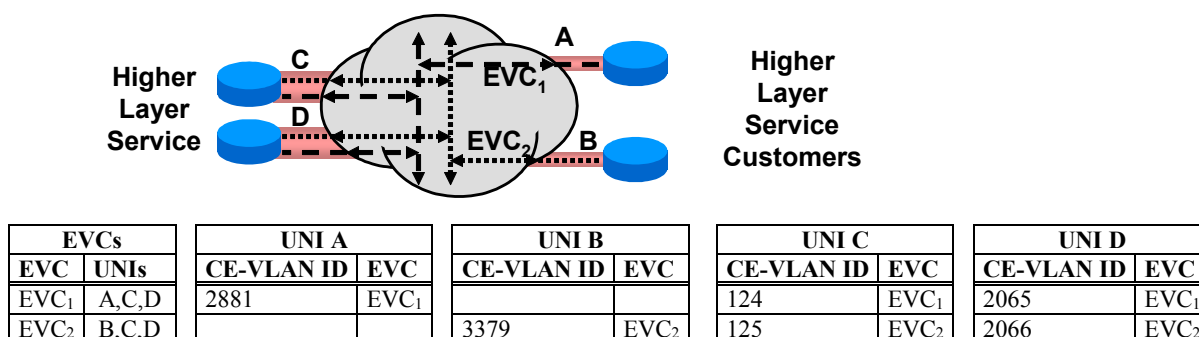 C
A
Higher
Layer
Service
EVC1
D
EVC2
B
Higher
Layer
Service
Customers
EVCs
EVC UNIs
EVC1 A,C,D
EVC2 B,C,D
UNI A
CE-VLAN ID EVC
2881 EVC1
UNI B
CE-VLAN ID EVC
3379 EVC2
UNI C
CE-VLAN ID EVC
124 EVC1
125 EVC2
UNI D
CE-VLAN ID EVC
2065 EVC1
2066 EVC2